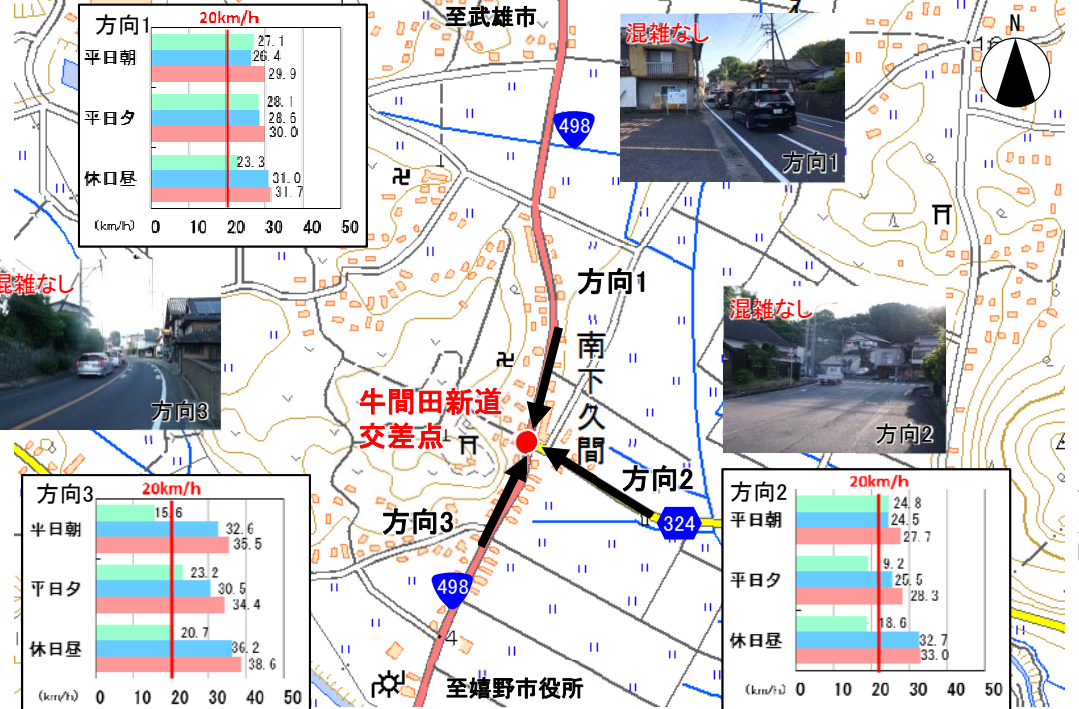 方向1
20km/h
平日朝
27.1
26.4
29.9
平日夕
28.1
28.6
30.0
休日昼
23.3
31.0
31.7
(km/h)
0 10 20 30 40 50
至武雄市
498
混雑なし
方向1
N
混雑なし
方向3
方向1
南下久間
牛間田新道
交差点
方向2
方向3
324
498
4
至嬉野市役所
混雑なし
方向2
方向3
20km/h
平日朝
15.6
32.6
35.5
平日夕
23.2
30.5
34.4
休日昼
20.7
36.2
38.6
(km/h)
0 10 20 30 40 50
方向2
20km/h
平日朝
24.8
24.5
27.7
平日夕
9.2
25.5
28.3
休日昼
18.6
32.7
33.0
(km/h)
0 10 20 30 40 50